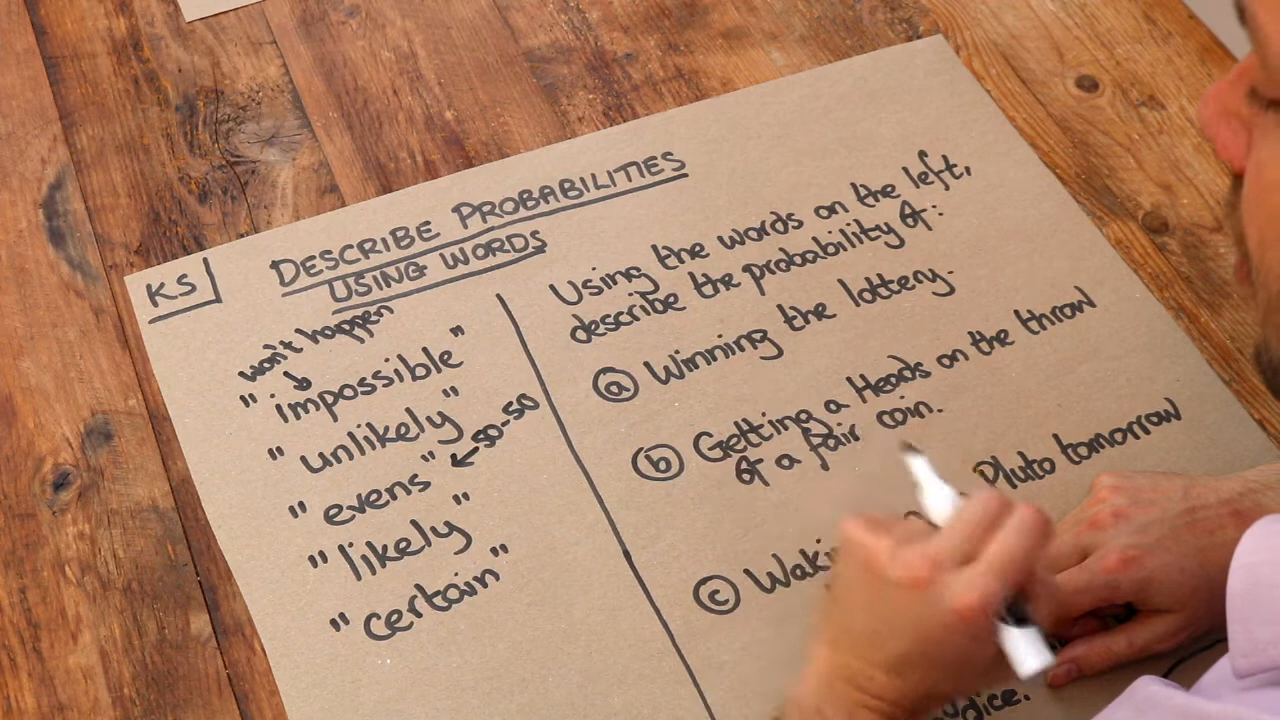 KS
DESCRIBE PROBABILITIES
USING WORDS
won't happen
"impossible"
"unlikely"
"evens" ← 50-50
"likely"
"certain"
Using the words on the left,
describe the probability of:
(a) Winning the lottery.
(b) Getting a Heads on the throw
of a fair coin.
(c) Pluto tomorrow
dice.